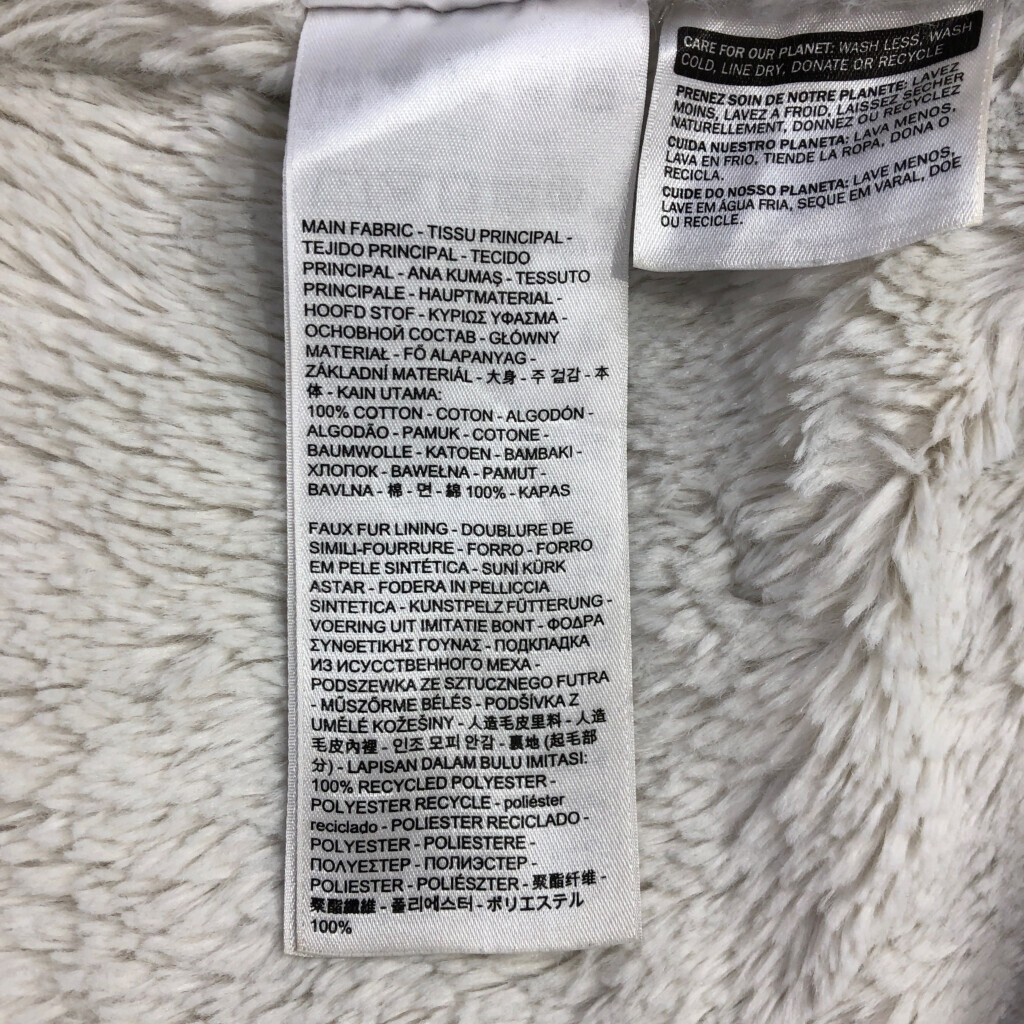 MAIN FABRIC - TISSU PRINCIPAL -
TEJIDO PRINCIPAL - TECIDO
PRINCIPAL - ANA KUMAŞ - TESSUTO
PRINCIPALE - HAUPTMATERIAL -
HOOFD STOF - ΚΥΡΙΩΣ ΥΦΑΣΜΑ -
ОСНОВНОЙ СОСТАВ - GŁÓWNY
MATERIAŁ - FŐ ALAPANYAG -
ZÁKLADNÍ MATERIÁL - 大身 - 주 겉감 - 本
体 - KAIN UTAMA:
100% COTTON - COTON - ALGODÓN -
ALGODÃO - PAMUK - COTONE -
BAUMWOLLE - KATOEN - BAMBAKI -
ХЛОПОК - BAWEŁNA - PAMUT -
BAVLNA - 棉 - 면 - 綿 100% - KAPAS
FAUX FUR LINING - DOUBLURE DE
SIMILI-FOURRURE - FORRO - FORRO
EM PELE SINTÉTICA - SUNİ KÜRK
ASTAR - FODERA IN PELLICCIA
SINTETICA - KUNSTPELZ FÜTTERUNG -
VOERING UIT IMITATIE BONT - ΦΟΔΡΑ
ΣΥΝΘΕΤΙΚΗΣ ΓΟΥΝΑΣ - ПОДКЛАДКА
ИЗ ИСУССТВЕННОГО МЕХА -
PODSZEWKA ZE SZTUCZNEGO FUTRA
- MŰSZŐRME BÉLÉS - PODŠÍVKA Z
UMĚLÉ KOŽEŠINY - 人造毛皮里料 - 人造
毛皮內裡 - 인조 모피 안감 - 裏地 (起毛部
分) - LAPISAN DALAM BULU IMITASI:
100% RECYCLED POLYESTER -
POLYESTER RECYCLE - poliéster
reciclado - POLIESTER RECICLADO -
POLYESTER - POLIESTERE -
ΠΟΛΥΕΣΤΕΡ - ПОЛИЭСТЕР -
POLIESTER - POLIÉSZTER - 聚酯纤维 -
聚酯纖維 - 폴리에스터 - ポリエステル
100%
CARE FOR OUR PLANET: WASH LESS, WASH
COLD, LINE DRY, DONATE OR RECYCLE
PRENEZ SOIN DE NOTRE PLANETE: LAVEZ
MOINS, LAVEZ A FROID, LAISSEZ SECHER
NATURELLEMENT, DONNEZ OU RECYCLEZ
CUIDA NUESTRO PLANETA: LAVA MENOS,
LAVA EN FRIO. TIENDE LA ROPA, DONA O
RECICLA.
CUIDE DO NOSSO PLANETA: LAVE MENOS,
LAVE EM ÁGUA FRIA, SEQUE EM VARAL, DOE
OU RECICLE.